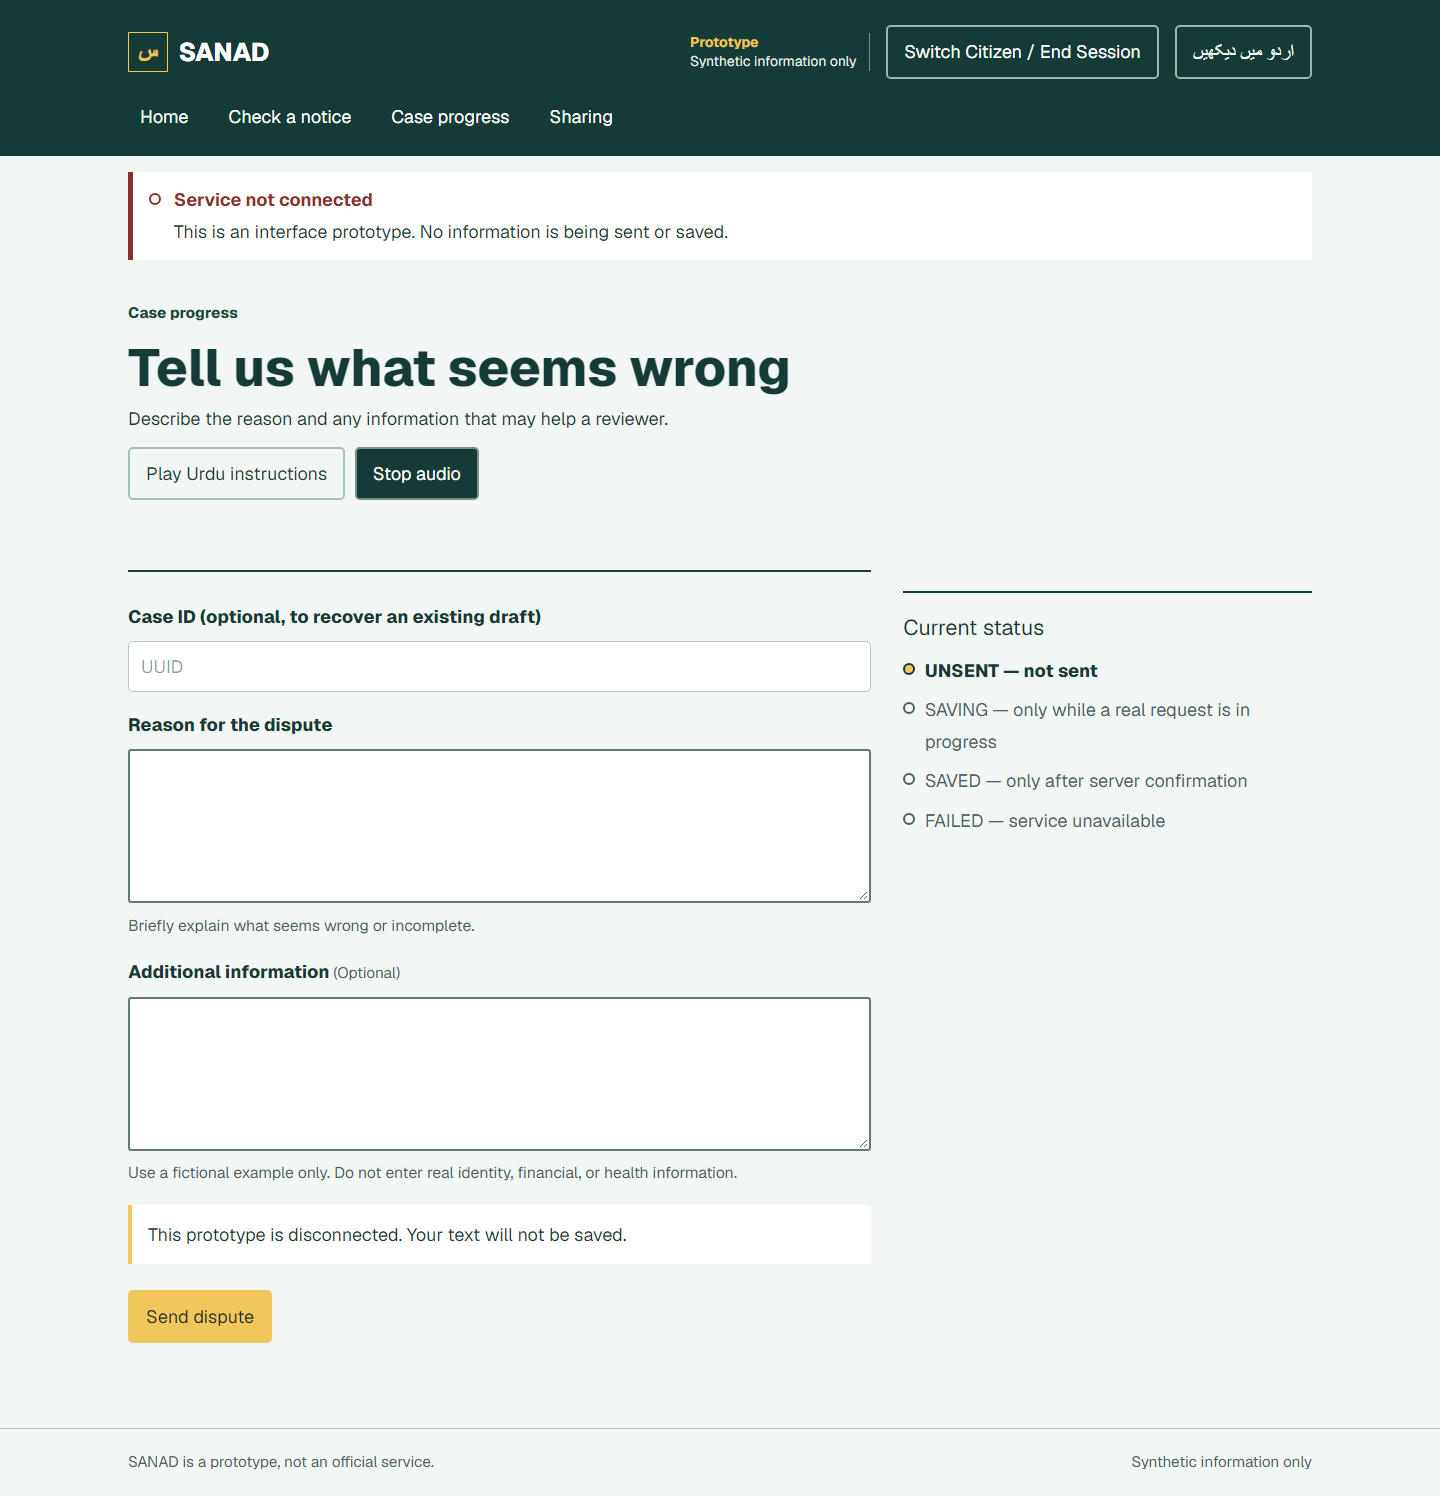 س SANAD
Prototype
Synthetic information only
Switch Citizen / End Session
اردو میں دیکھیں
Home Check a notice Case progress Sharing
Service not connected
This is an interface prototype. No information is being sent or saved.
Case progress
Tell us what seems wrong
Describe the reason and any information that may help a reviewer.
Play Urdu instructions Stop audio
Case ID (optional, to recover an existing draft)
UUID
Reason for the dispute
Briefly explain what seems wrong or incomplete.
Additional information (Optional)
Use a fictional example only. Do not enter real identity, financial, or health information.
This prototype is disconnected. Your text will not be saved.
Send dispute
Current status
UNSENT — not sent
SAVING — only while a real request is in
progress
SAVED — only after server confirmation
FAILED — service unavailable
SANAD is a prototype, not an official service.
Synthetic information only